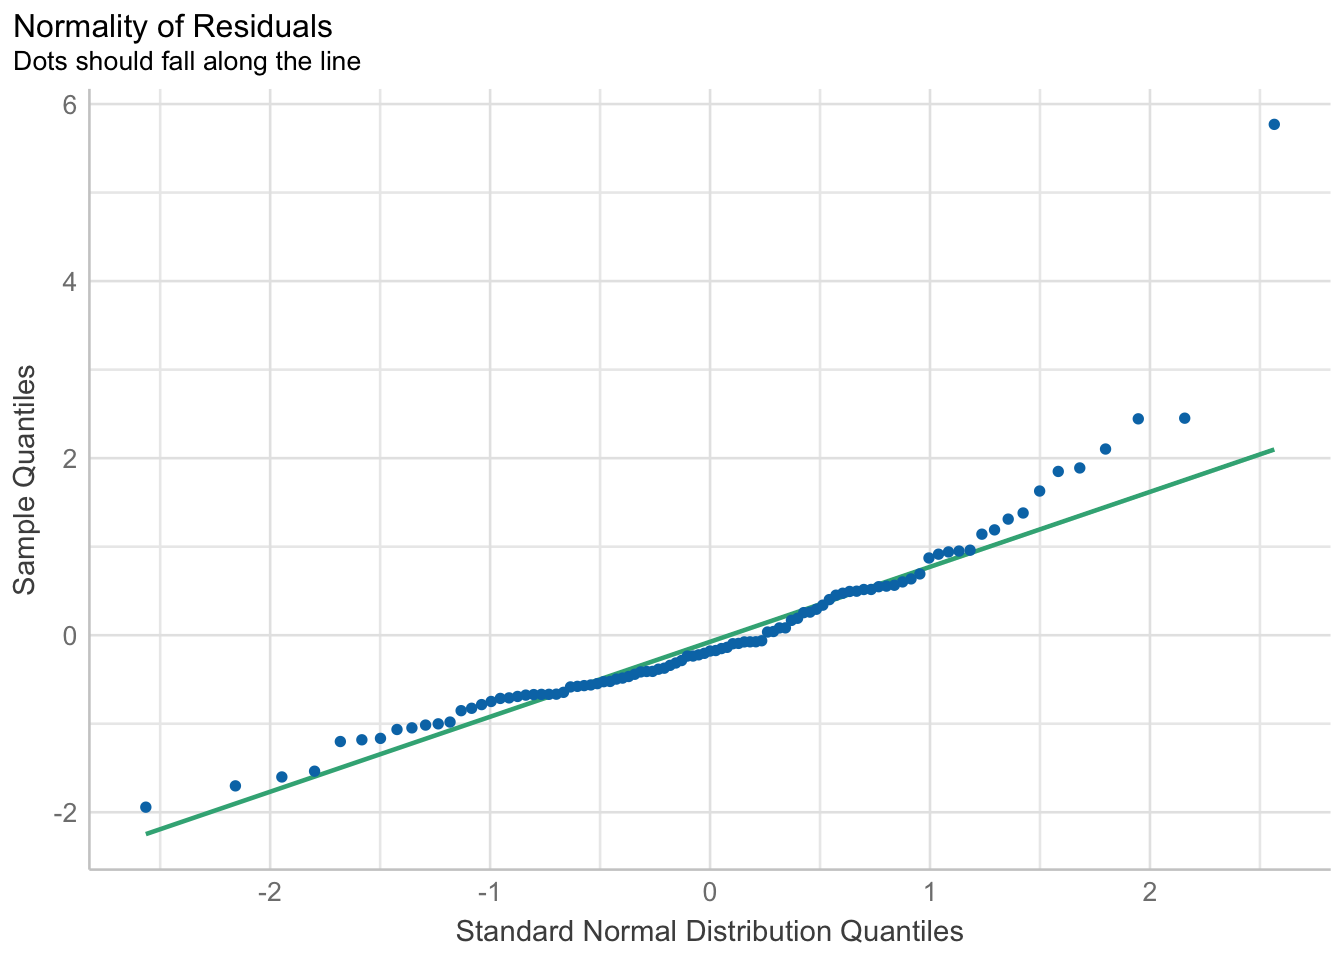 Normality of Residuals
Dots should fall along the line
6
4
2
0
-2
Sample Quantiles
-2 -1 0 1 2
Standard Normal Distribution Quantiles